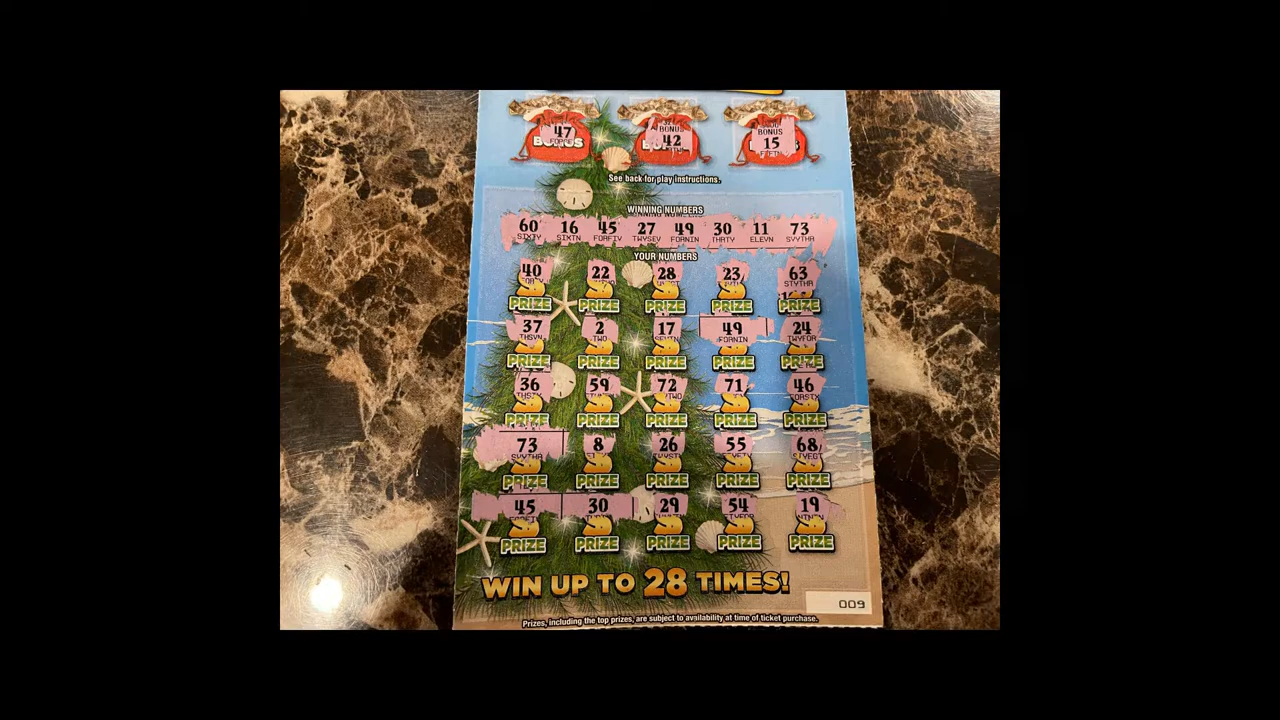 47
BONUS
BONUS
42
BONUS
15
See back for play instructions.
WINNING NUMBERS
60 16 45 27 49 30 11 73
SIXTY SIXTN FORFIV TWYSEV FORNIN THRTY ELEVN SVYTHR
YOUR NUMBERS
40 22 28 23 63
SIYTHR
PRIZE PRIZE PRIZE PRIZE PRIZE
37 2 17 49 24
THSVN TWO FORNIN TWYFOR
PRIZE PRIZE PRIZE PRIZE PRIZE
36 59 72 71 46
THSIX FORSIX
PRIZE PRIZE PRIZE PRIZE PRIZE
73 8 26 55 68
SVYTHR
PRIZE PRIZE PRIZE PRIZE PRIZE
45 30 29 54 19
PRIZE PRIZE PRIZE PRIZE PRIZE
WIN UP TO 28 TIMES!
009
Prizes, including the top prizes, are subject to availability at time of ticket purchase.